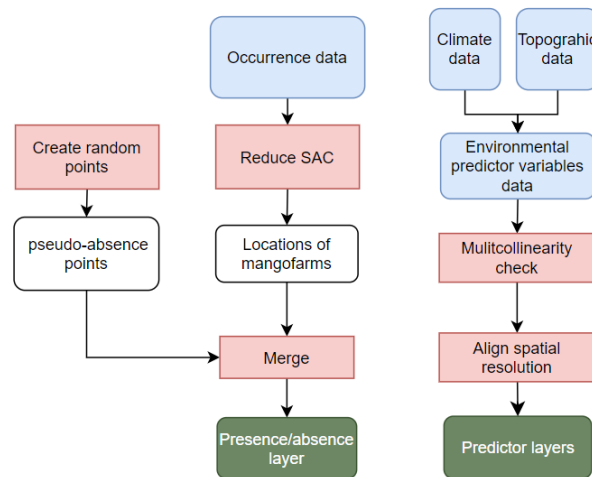 Occurrence data
Climate
data
Topograhic
data
Create random
points
Reduce SAC
Environmental
predictor variables
data
pseudo-absence
points
Locations of
mangofarms
Mulitcollinearity
check
Merge
Align spatial
resolution
Presence/absence
layer
Predictor layers